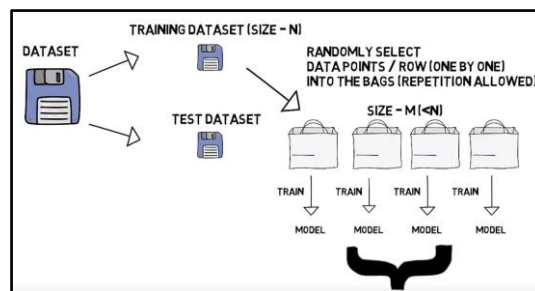 TRAINING DATASET (SIZE - N)
DATASET
RANDOMLY SELECT
DATA POINTS / ROW (ONE BY ONE)
INTO THE BAGS (REPETITION ALLOWED)
TEST DATASET
SIZE - M (<N)
TRAIN TRAIN TRAIN TRAIN
MODEL MODEL MODEL MODEL